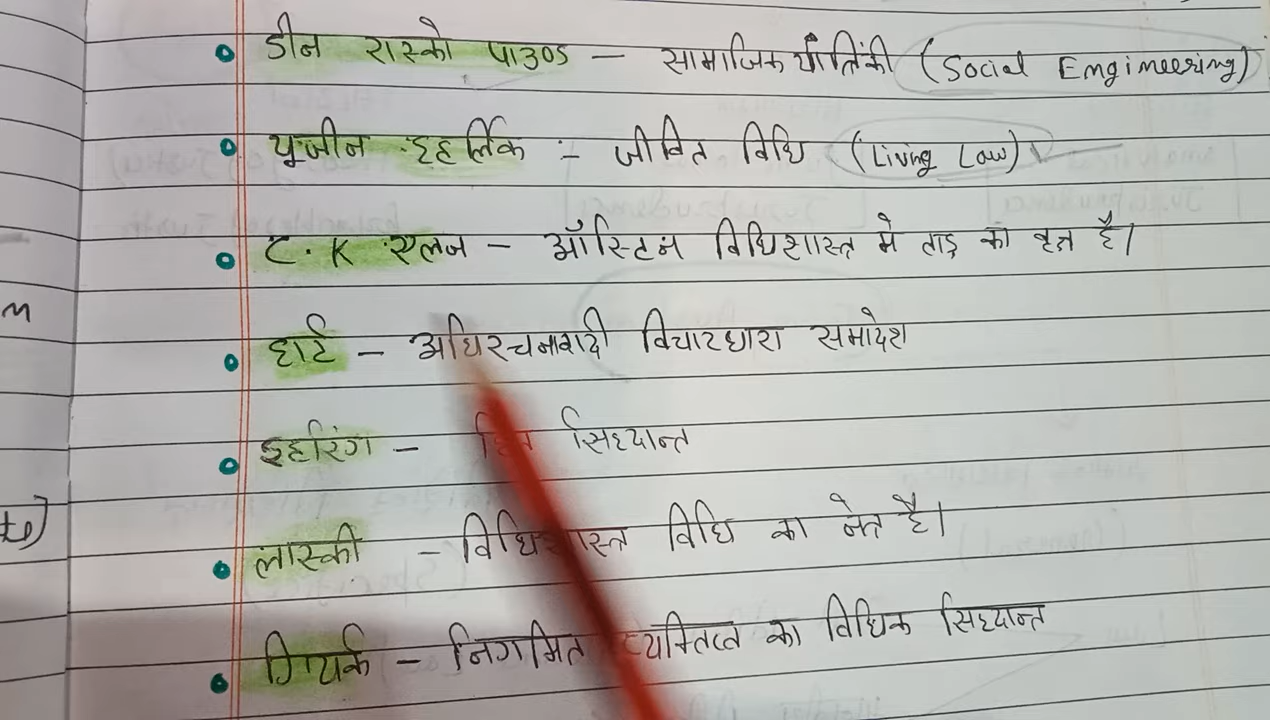 डीन रास्को पाउण्ड – सामाजिक यांत्रिंकी (Social Engineering)
यूजीन इहर्लिक :- जीवित विधि (Living Law)
C.K एलन – ऑस्टिन विधिशास्त्र मे ताड़ का वृक्ष है।
हार्ट – अधिरचनावादी विचारधारा समादेश
इहरिंग – सिध्दान्त
लास्की – विधिशास्त्र विधि का नेत्र है।
गियर्क – निगमित व्यक्तित्व का विधिक सिध्दान्त